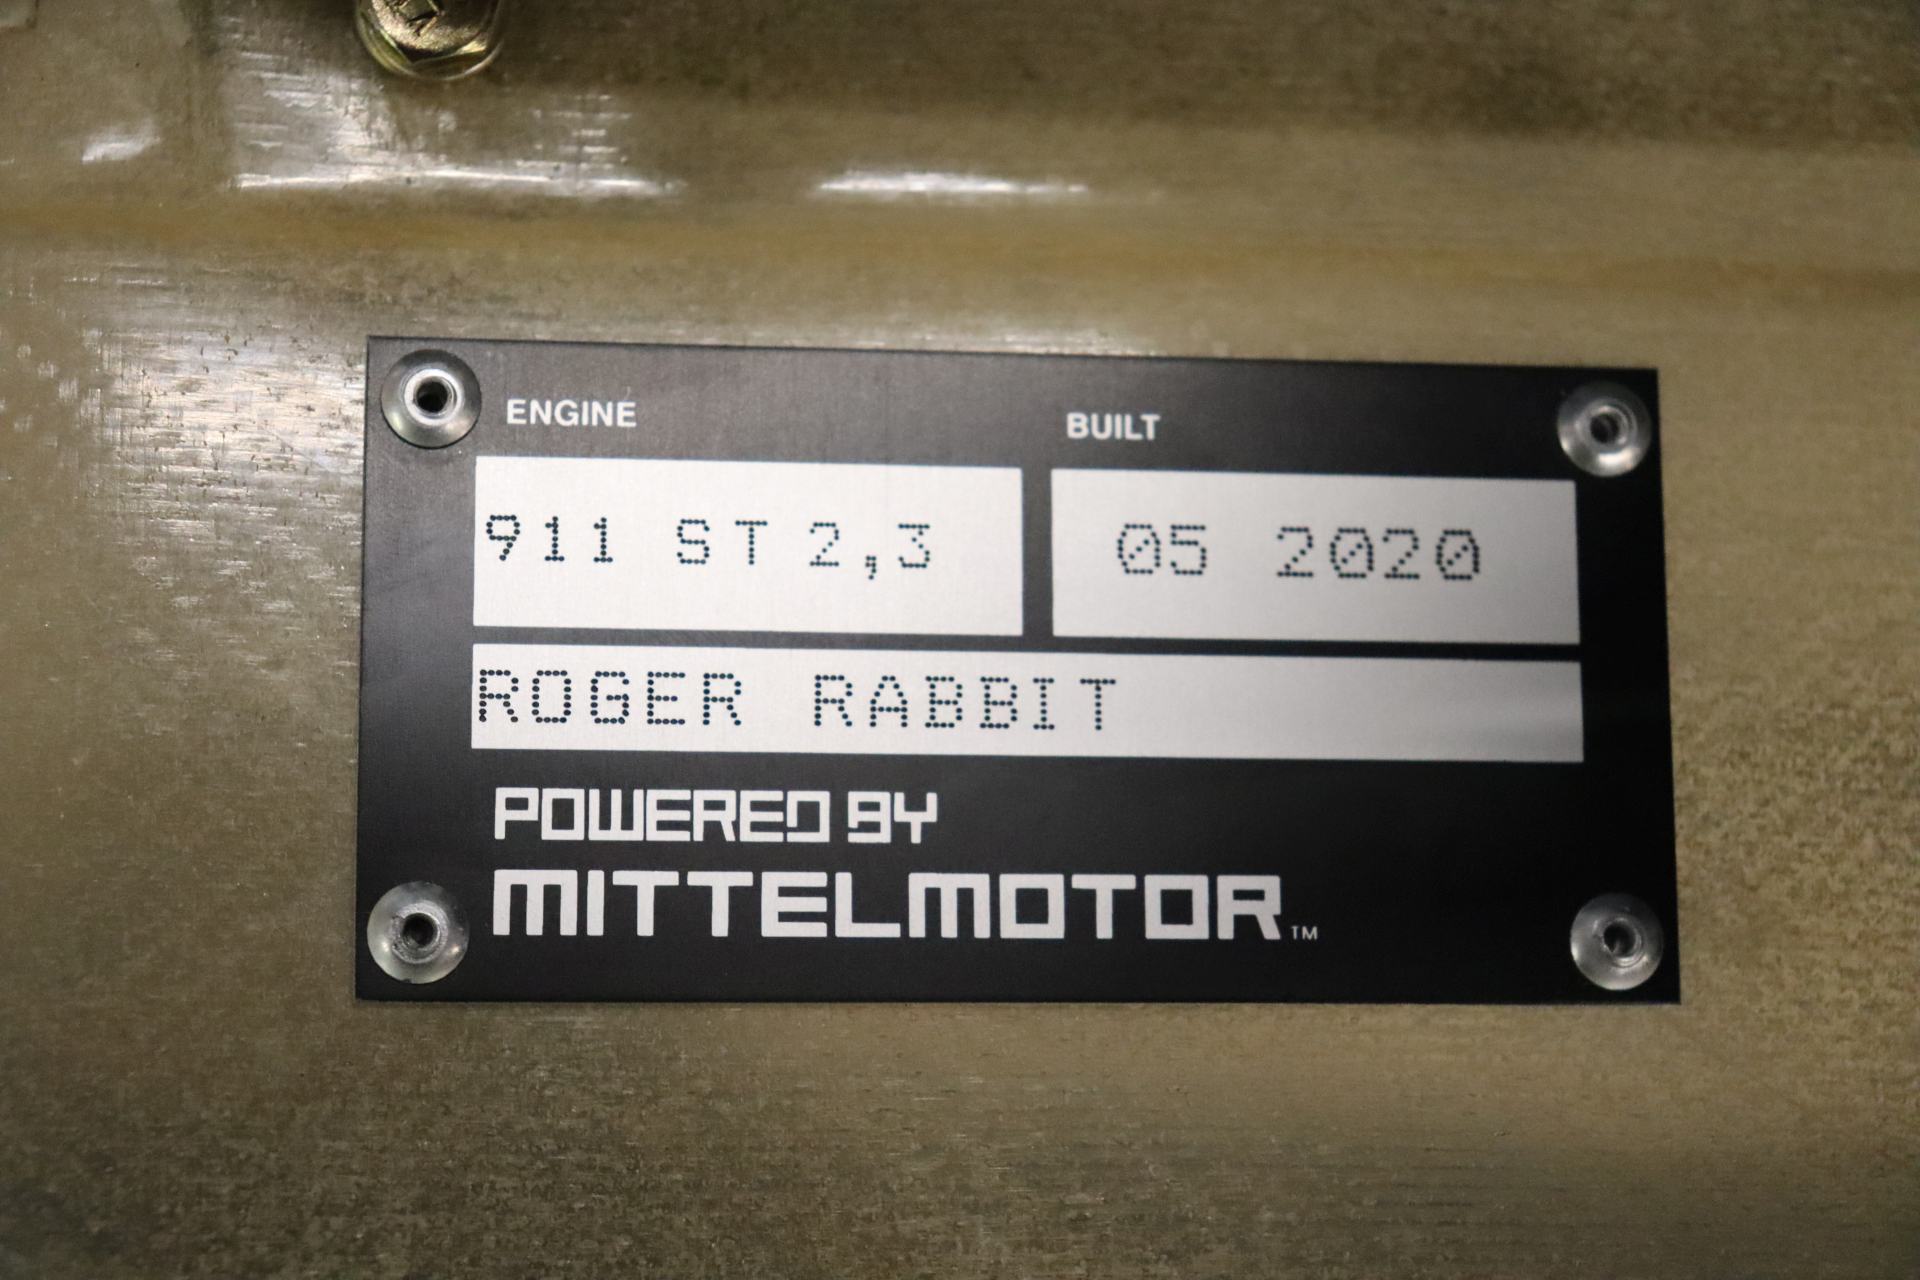 ENGINE BUILT
911 ST 2,3 05 2020
ROGER RABBIT
POWERED BY
MITTELMOTOR™